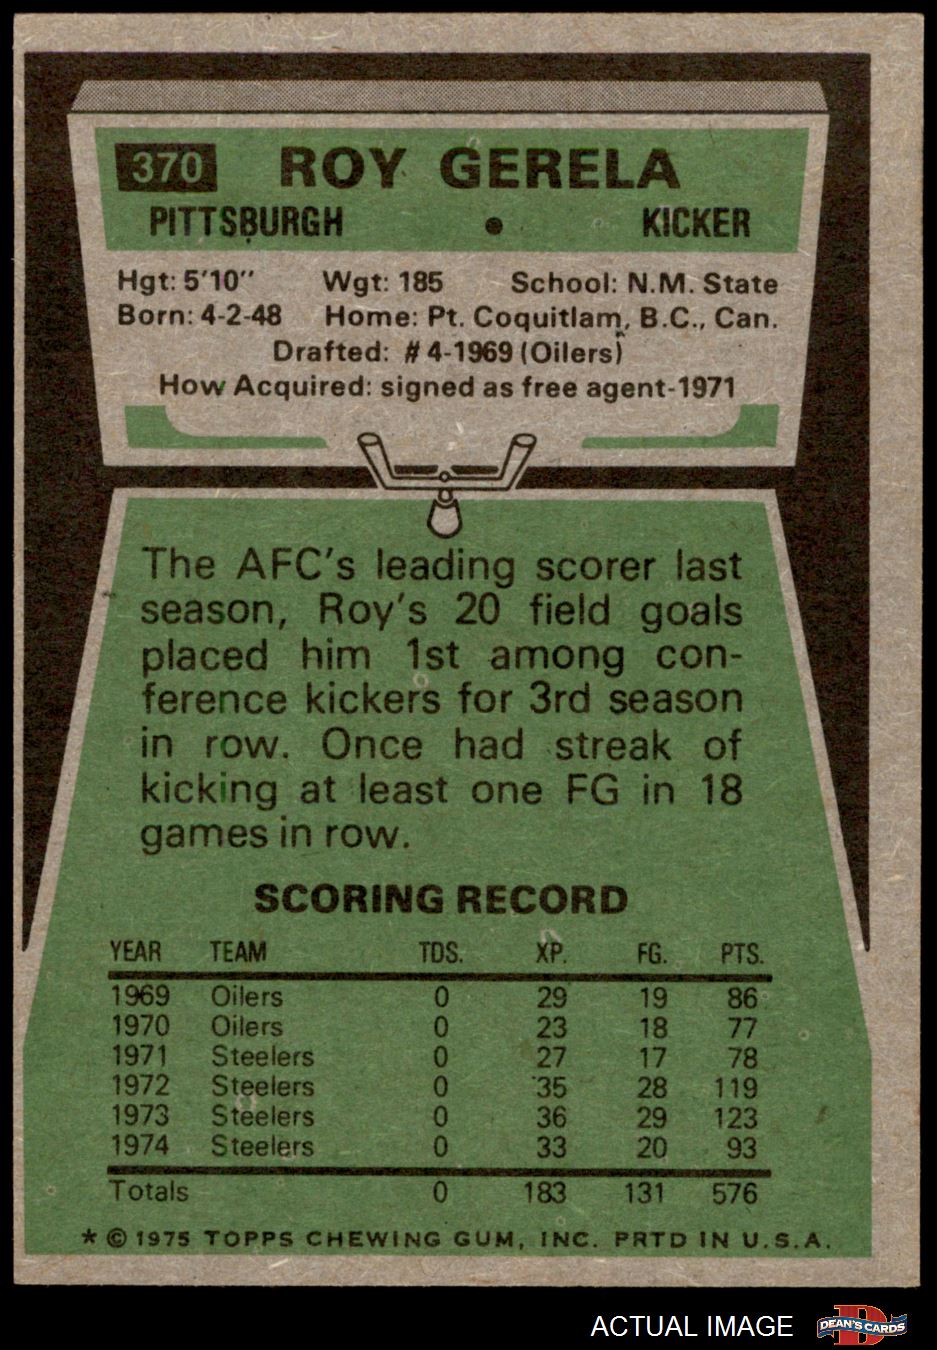 370 ROY GERELA
PITTSBURGH • KICKER
Hgt: 5'10" Wgt: 185 School: N.M. State
Born: 4-2-48 Home: Pt. Coquitlam, B.C., Can.
Drafted: #4-1969 (Oilers)
How Acquired: signed as free agent-1971
The AFC's leading scorer last
season, Roy's 20 field goals
placed him 1st among con-
ference kickers for 3rd season
in row. Once had streak of
kicking at least one FG in 18
games in row.
SCORING RECORD
YEAR TEAM TDS. XP. FG. PTS.
1969 Oilers 0 29 19 86
1970 Oilers 0 23 18 77
1971 Steelers 0 27 17 78
1972 Steelers 0 35 28 119
1973 Steelers 0 36 29 123
1974 Steelers 0 33 20 93
Totals 0 183 131 576
* © 1975 TOPPS CHEWING GUM, INC. PRTD IN U.S.A.
ACTUAL IMAGE
DEAN'S CARDS